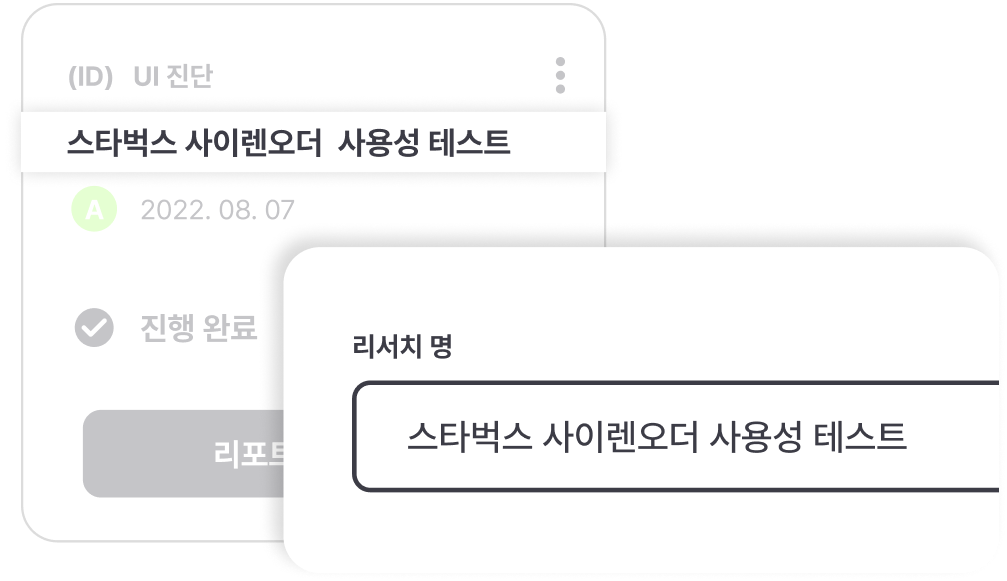 (ID) UI 진단
스타벅스 사이렌오더 사용성 테스트
A 2022. 08. 07
진행 완료
리포트
리서치 명
스타벅스 사이렌오더 사용성 테스트